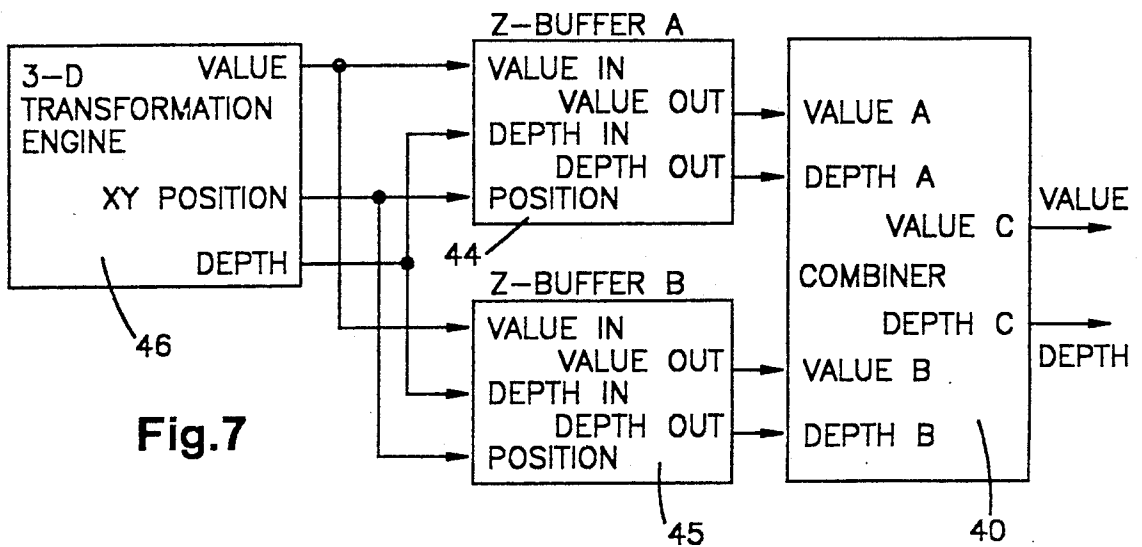 3-D
TRANSFORMATION
ENGINE
VALUE
XY POSITION
DEPTH
46
Z-BUFFER A
VALUE IN
VALUE OUT
DEPTH IN
DEPTH OUT
POSITION
44
Z-BUFFER B
VALUE IN
VALUE OUT
DEPTH IN
DEPTH OUT
POSITION
45
VALUE A
DEPTH A
VALUE C
COMBINER
DEPTH C
VALUE B
DEPTH B
40
VALUE
DEPTH
Fig.7